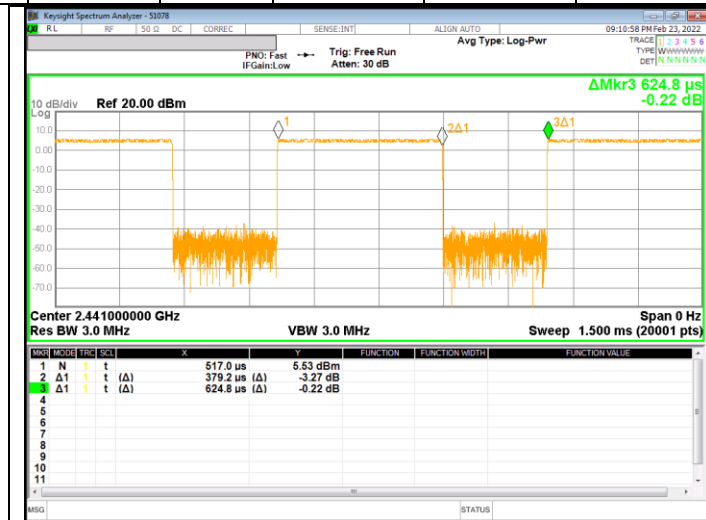 Keysight Spectrum Analyzer - 51078
RL RF 50 Ω DC CORREC SENSE:INT ALIGN AUTO 09:10:58 PM Feb 23, 2022
Avg Type: Log-Pwr TRACE 1 2 3 4 5 6
PNO: Fast Trig: Free Run TYPE WWWWWW
IFGain:Low Atten: 30 dB DET N N N N N N
ΔMkr3 624.8 µs
10 dB/div Ref 20.00 dBm -0.22 dB
Log
10.0
0.00
-10.0
-20.0
-30.0
-40.0
-50.0
-60.0
-70.0
1
2Δ1
3Δ1
Center 2.441000000 GHz Span 0 Hz
Res BW 3.0 MHz VBW 3.0 MHz Sweep 1.500 ms (20001 pts)
MKR MODE TRC SCL X Y FUNCTION FUNCTION WIDTH FUNCTION VALUE
1 N 1 t 517.0 µs 5.53 dBm
2 Δ1 1 t (Δ) 379.2 µs (Δ) -3.27 dB
3 Δ1 1 t (Δ) 624.8 µs (Δ) -0.22 dB
4
5
6
7
8
9
10
11
MSG STATUS